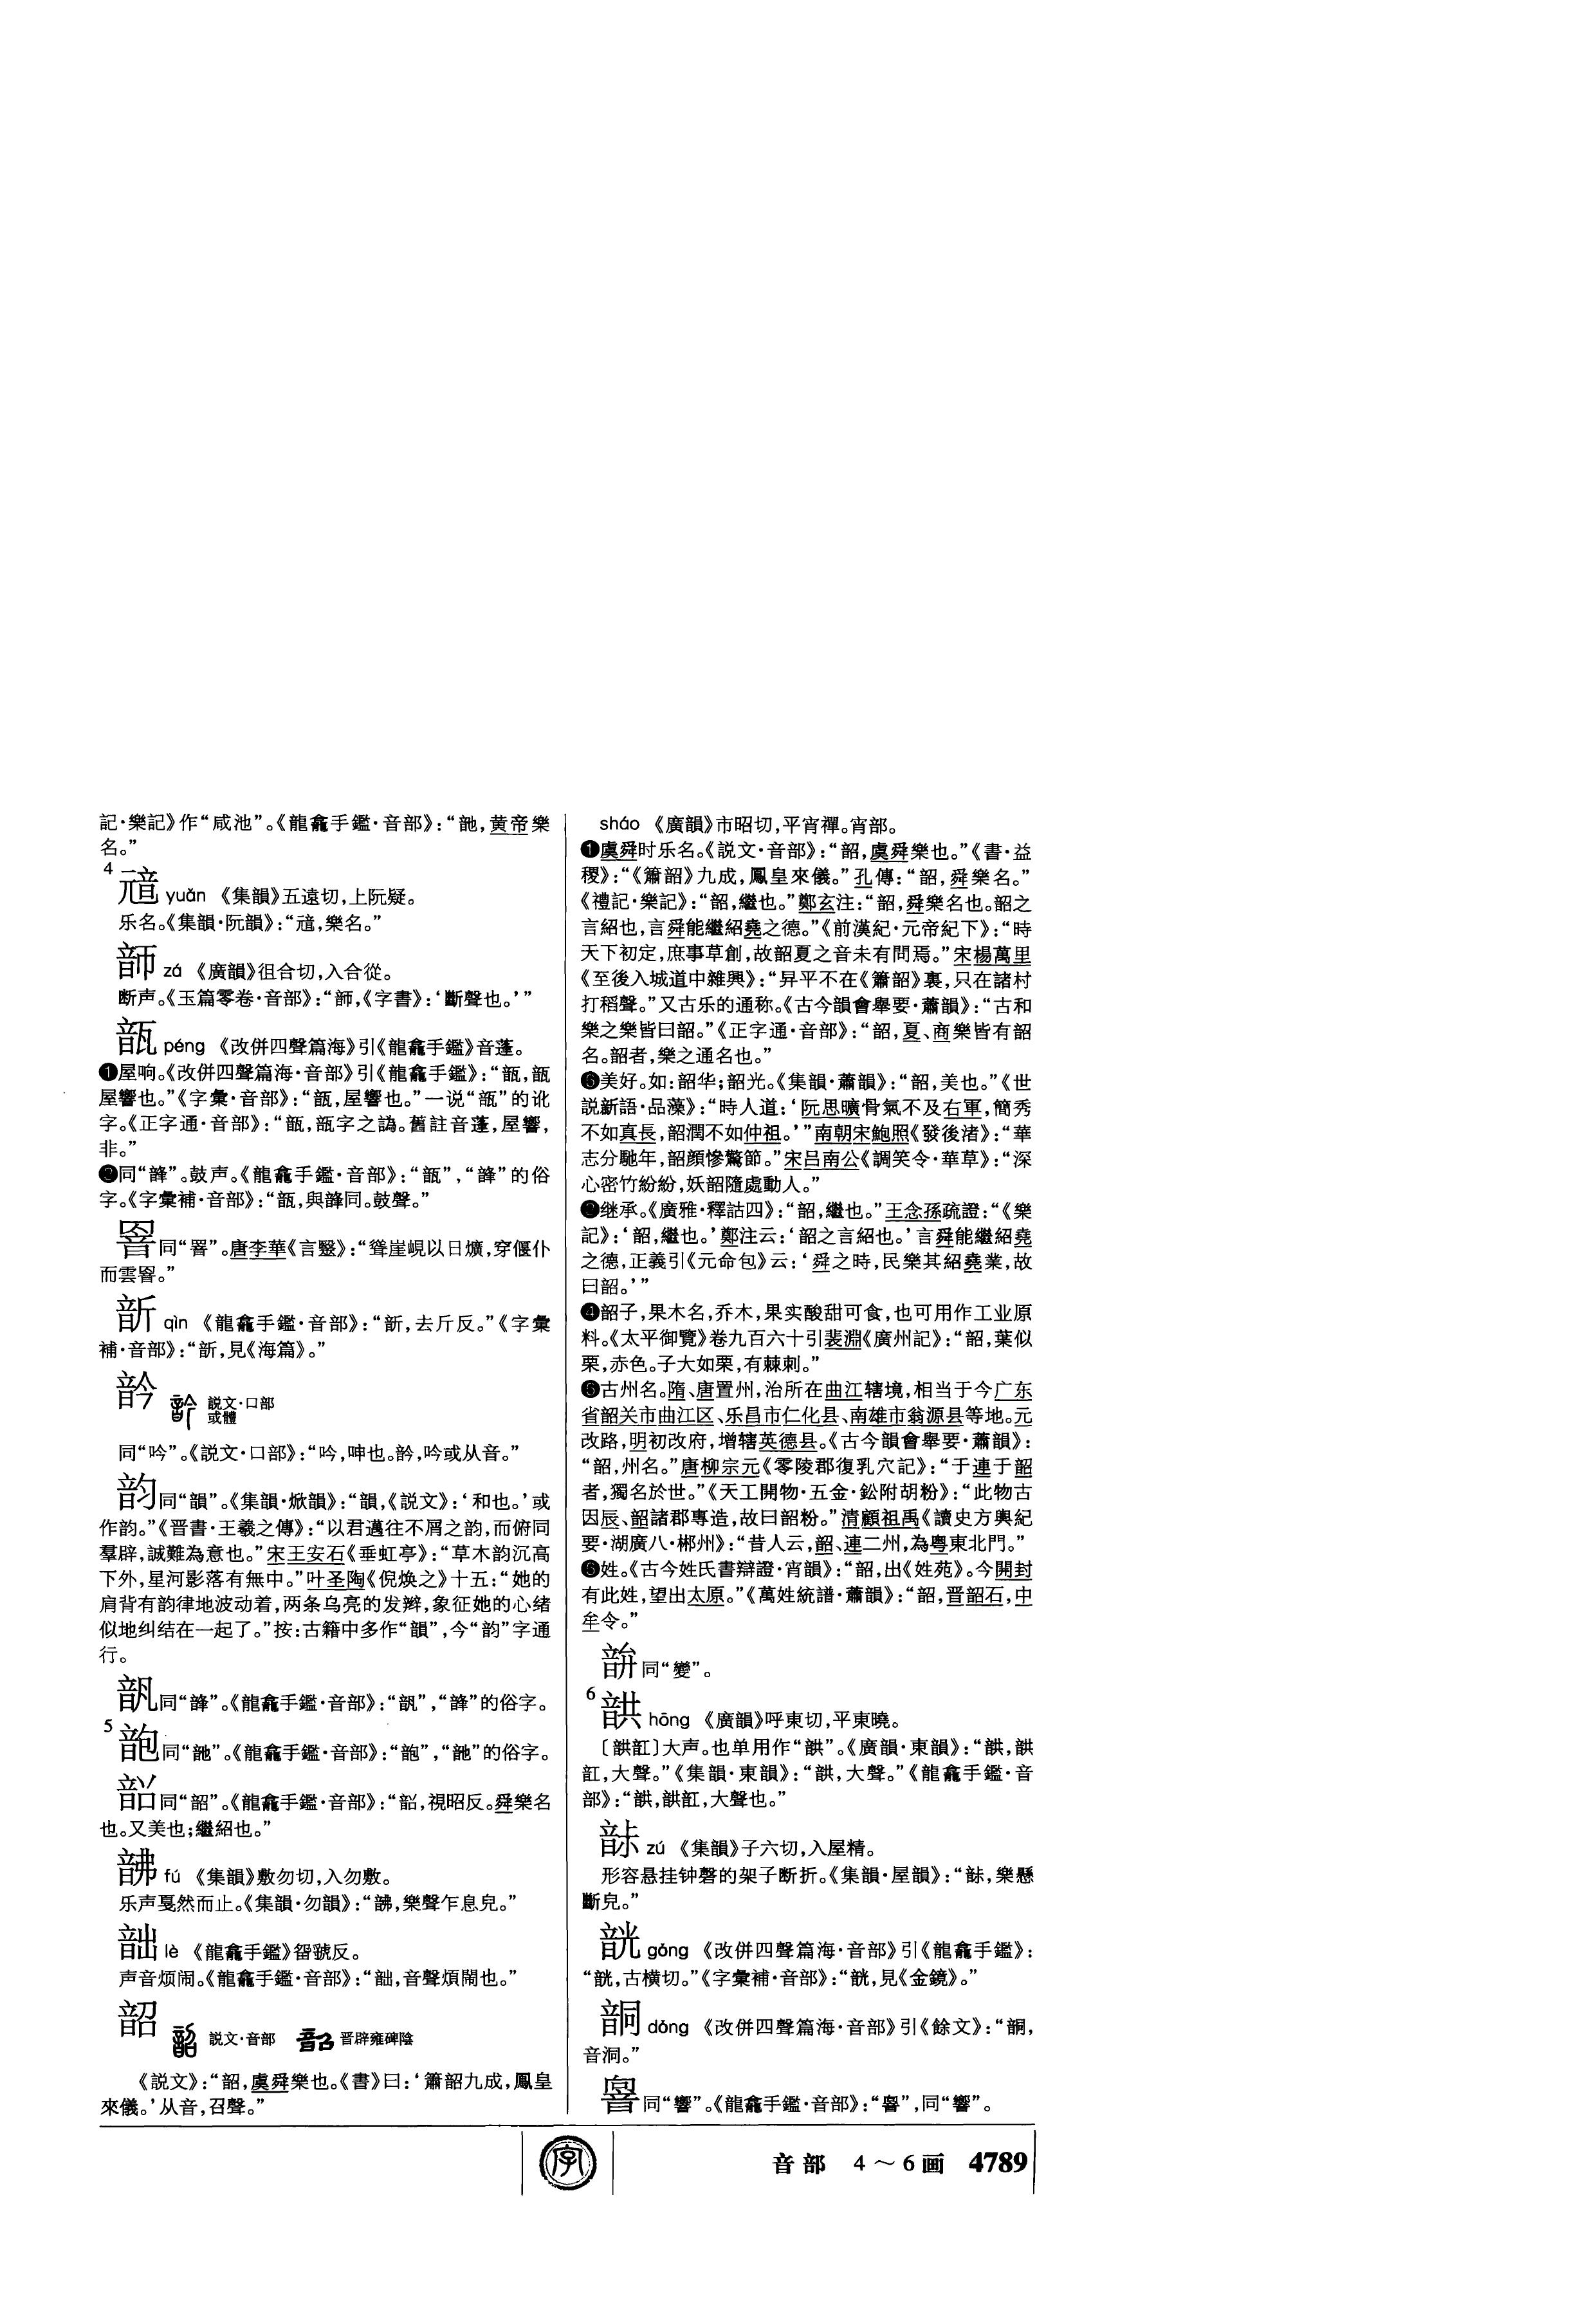 記·樂記》作“咸池”。《龍龕手鑑·音部》：“䪧，黄帝樂
名。”
4
yuǎn 《集韻》五遠切，上阮疑。
乐名。《集韻·阮韻》：“，樂名。”
zá 《廣韻》徂合切，入合從。
断声。《玉篇零卷·音部》：“，《字書》：‘斷聲也。’”
péng 《改併四聲篇海》引《龍龕手鑑》音蓬。
❶屋响。《改併四聲篇海·音部》引《龍龕手鑑》：“，
屋響也。”《字彙·音部》：“，屋響也。”一说“”的讹
字。《正字通·音部》：“，字之譌。舊註音蓬，屋響，
非。”
❷同“韸”。鼓声。《龍龕手鑑·音部》：“”，“韸”的俗
字。《字彙補·音部》：“，與韸同。鼓聲。”
同“”。唐李華《言毉》：“聳崖峴以日爌，穿偃仆
而雲。”
qìn 《龍龕手鑑·音部》：“，去斤反。”《字彙
補·音部》：“，見《海篇》。”
䪩 説文·口部
或體
同“吟”。《説文·口部》：“吟，呻也。䪩，吟或从音。”
韵同“韻”。《集韻·焮韻》：“韻，《説文》：‘和也。’或
作韵。”《晋書·王羲之傳》：“以君邁往不屑之韵，而俯同
羣辟，誠難為意也。”宋王安石《垂虹亭》：“草木韵沉高
下外，星河影落有無中。”叶圣陶《倪焕之》十五：“她的
肩背有韵律地波动着，两条乌亮的发辫，象征她的心绪
似地纠结在一起了。”按：古籍中多作“韻”，今“韵”字通
行。
同“韸”。《龍龕手鑑·音部》：“”，“韸”的俗字。
5
同“䪧”。《龍龕手鑑·音部》：“”，“䪧”的俗字。
同“韶”。《龍龕手鑑·音部》：“，視昭反。舜樂名
也。又美也；繼紹也。”
fú 《集韻》敷勿切，入勿敷。
乐声戛然而止。《集韻·勿韻》：“，樂聲乍息皃。”
lè 《龍龕手鑑》㕡號反。
声音烦闹。《龍龕手鑑·音部》：“，音聲煩閙也。”
韶 説文·音部 晋辟雍碑陰
《説文》：“韶，虞舜樂也。《書》曰：‘簫韶九成，鳳皇
來儀。’从音，召聲。”
sháo 《廣韻》市昭切，平宵禪。宵部。
❶虞舜时乐名。《説文·音部》：“韶，虞舜樂也。”《書·益
稷》：“《簫韶》九成，鳳皇來儀。”孔傳：“韶，舜樂名。”
《禮記·樂記》：“韶，繼也。”鄭玄注：“韶，舜樂名也。韶之
言紹也，言舜能繼紹堯之德。”《前漢紀·元帝紀下》：“時
天下初定，庶事草創，故韶夏之音未有問焉。”宋楊萬里
《至後入城道中雜興》：“昇平不在《簫韶》裏，只在諸村
打稻聲。”又古乐的通称。《古今韻會舉要·蕭韻》：“古和
樂之樂皆曰韶。”《正字通·音部》：“韶，夏、商樂皆有韶
名。韶者，樂之通名也。”
❺美好。如：韶华；韶光。《集韻·蕭韻》：“韶，美也。”《世
説新語·品藻》：“時人道：‘阮思曠骨氣不及右軍，簡秀
不如真長，韶潤不如仲祖。’”南朝宋鮑照《發後渚》：“華
志分馳年，韶顔慘驚節。”宋吕南公《調笑令·華草》：“深
心密竹紛紛，妖韶隨處動人。”
❷继承。《廣雅·釋詁四》：“韶，繼也。”王念孫疏證：“《樂
記》：‘韶，繼也。’鄭注云：‘韶之言紹也。’言舜能繼紹堯
之德，正義引《元命包》云：‘舜之時，民樂其紹堯業，故
曰韶。’”
❹韶子，果木名，乔木，果实酸甜可食，也可用作工业原
料。《太平御覽》卷九百六十引裴淵《廣州記》：“韶，葉似
栗，赤色。子大如栗，有棘刺。”
❺古州名。隋、唐置州，治所在曲江辖境，相当于今广东
省韶关市曲江区、乐昌市仁化县、南雄市翁源县等地。元
改路，明初改府，增辖英德县。《古今韻會舉要·蕭韻》：
“韶，州名。”唐柳宗元《零陵郡復乳穴記》：“于連于韶
者，獨名於世。”《天工開物·五金·鉛附胡粉》：“此物古
因辰、韶諸郡專造，故曰韶粉。”清顧祖禹《讀史方輿紀
要·湖廣八·郴州》：“昔人云，韶、連二州，為粤東北門。”
❻姓。《古今姓氏書辯證·宵韻》：“韶，出《姓苑》。今開封
有此姓，望出太原。”《萬姓統譜·蕭韻》：“韶，晋韶石，中
牟令。”
同“變”。
6
䪦 hōng 《廣韻》呼東切，平東曉。
〔䪦〕大声。也单用作“䪦”。《廣韻·東韻》：“䪦，䪦
，大聲。”《集韻·東韻》：“䪦，大聲。”《龍龕手鑑·音
部》：“䪦，䪦，大聲也。”
zú 《集韻》子六切，入屋精。
形容悬挂钟磬的架子断折。《集韻·屋韻》：“，樂懸
斷皃。”
gǒng 《改併四聲篇海·音部》引《龍龕手鑑》：
“，古横切。”《字彙補·音部》：“，見《金鏡》。”
dǒng 《改併四聲篇海·音部》引《餘文》：“，
音洞。”
同“響”。《龍龕手鑑·音部》：“”，同“響”。
字
音部 4～6画 4789